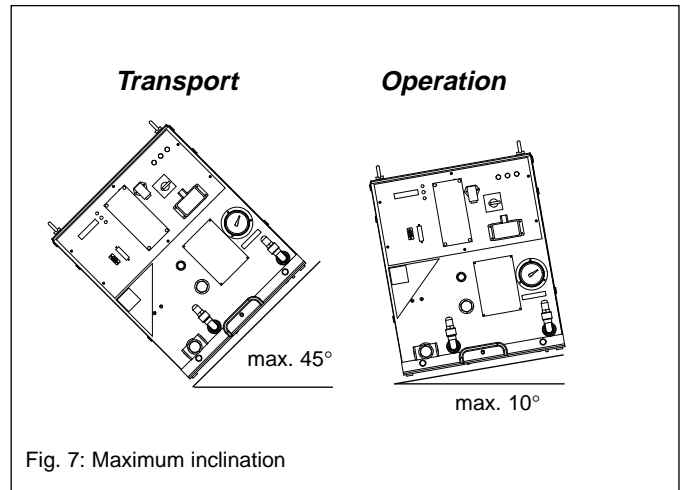 Transport
Operation
max. 45°
max. 10°
Fig. 7: Maximum inclination